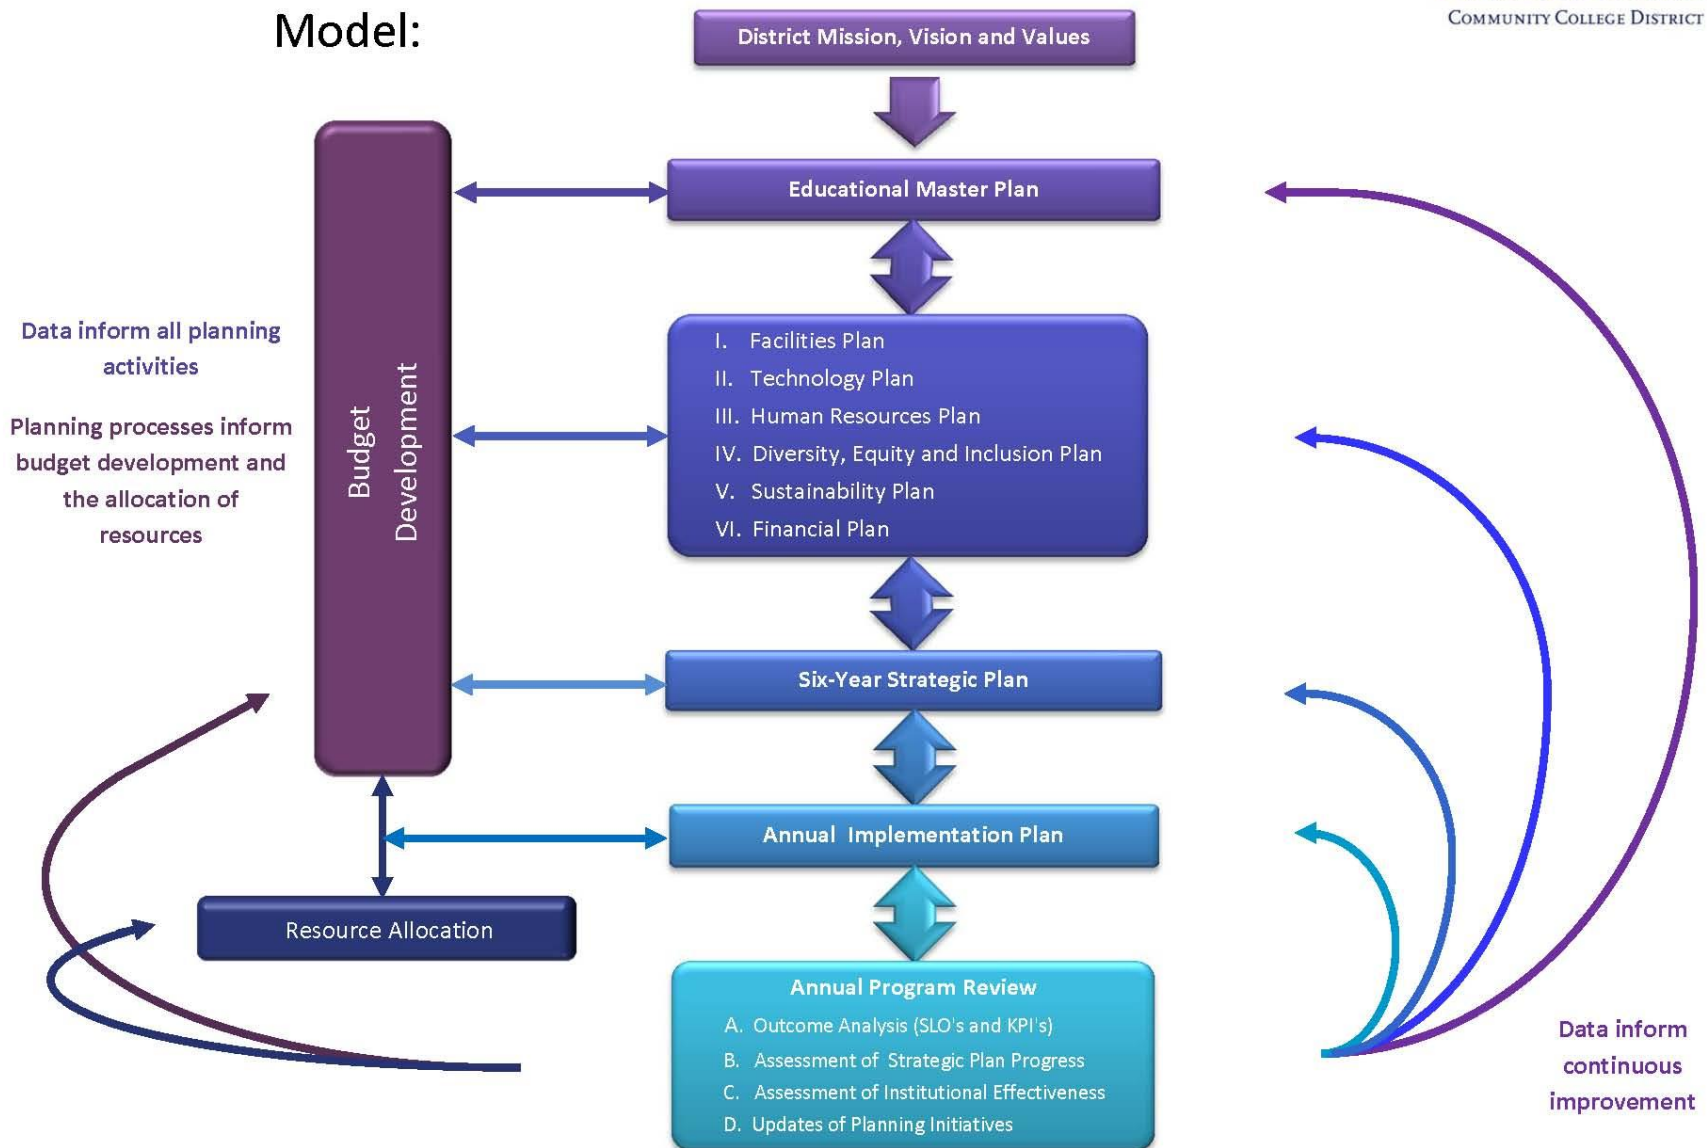 Model:
COMMUNITY COLLEGE DISTRICT
District Mission, Vision and Values
Educational Master Plan
Data inform all planning
activities
Planning processes inform
budget development and
the allocation of
resources
Budget
Development
I. Facilities Plan
II. Technology Plan
III. Human Resources Plan
IV. Diversity, Equity and Inclusion Plan
V. Sustainability Plan
VI. Financial Plan
Six-Year Strategic Plan
Annual Implementation Plan
Resource Allocation
Annual Program Review
A. Outcome Analysis (SLO's and KPI's)
B. Assessment of Strategic Plan Progress
C. Assessment of Institutional Effectiveness
D. Updates of Planning Initiatives
Data inform
continuous
improvement